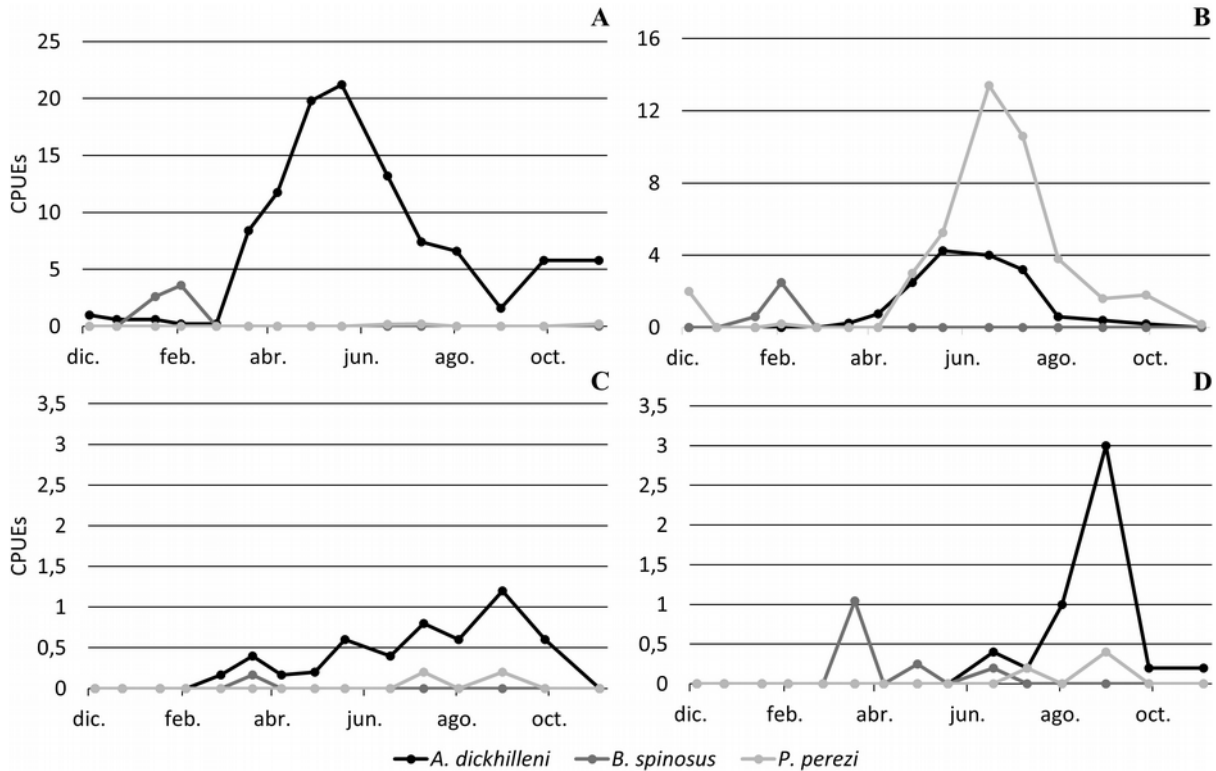 A
25
20
15
10
5
0
CPUEs
dic. feb. abr. jun. ago. oct.
B
16
12
8
4
0
dic. feb. abr. jun. ago. oct.
C
3,5
3
2,5
2
1,5
1
0,5
0
CPUEs
dic. feb. abr. jun. ago. oct.
D
3,5
3
2,5
2
1,5
1
0,5
0
dic. feb. abr. jun. ago. oct.
A. dickhilleni B. spinosus P. perezi